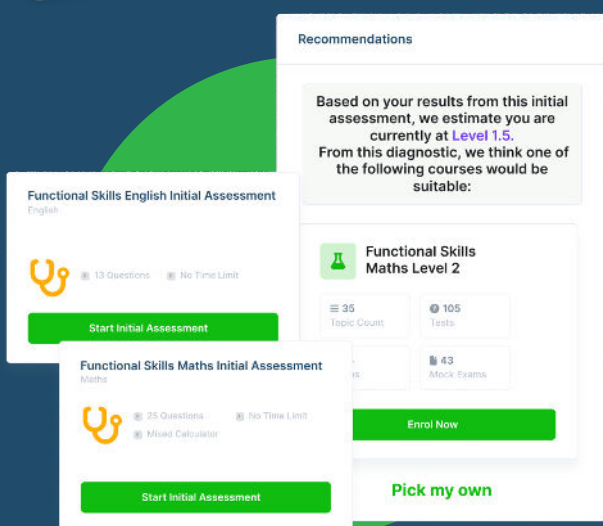 Recommendations
Based on your results from this initial
assessment, we estimate you are
currently at Level 1.5.
From this diagnostic, we think one of
the following courses would be
suitable:
Functional Skills English Initial Assessment
English
13 Questions
No Time Limit
Start Initial Assessment
Functional Skills
Maths Level 2
35
Topic Count
105
Tests
43
Mock Exams
Enrol Now
Pick my own
Functional Skills Maths Initial Assessment
Maths
25 Questions
No Time Limit
Mixed Calculator
Start Initial Assessment